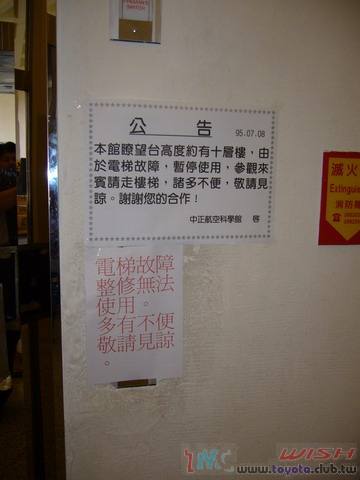 公告
95.07.08
本館瞭望台高度約有十層樓，由
於電梯故障，暫停使用，參觀來
賓請走樓梯，諸多不便，敬請見
諒。謝謝您的合作！
中正航空科學館 啓
電梯故障
整修無法
使用。
多有不便
敬請見諒
。
滅火
Extingui
消防署
WISH
www.toyota.club.tw